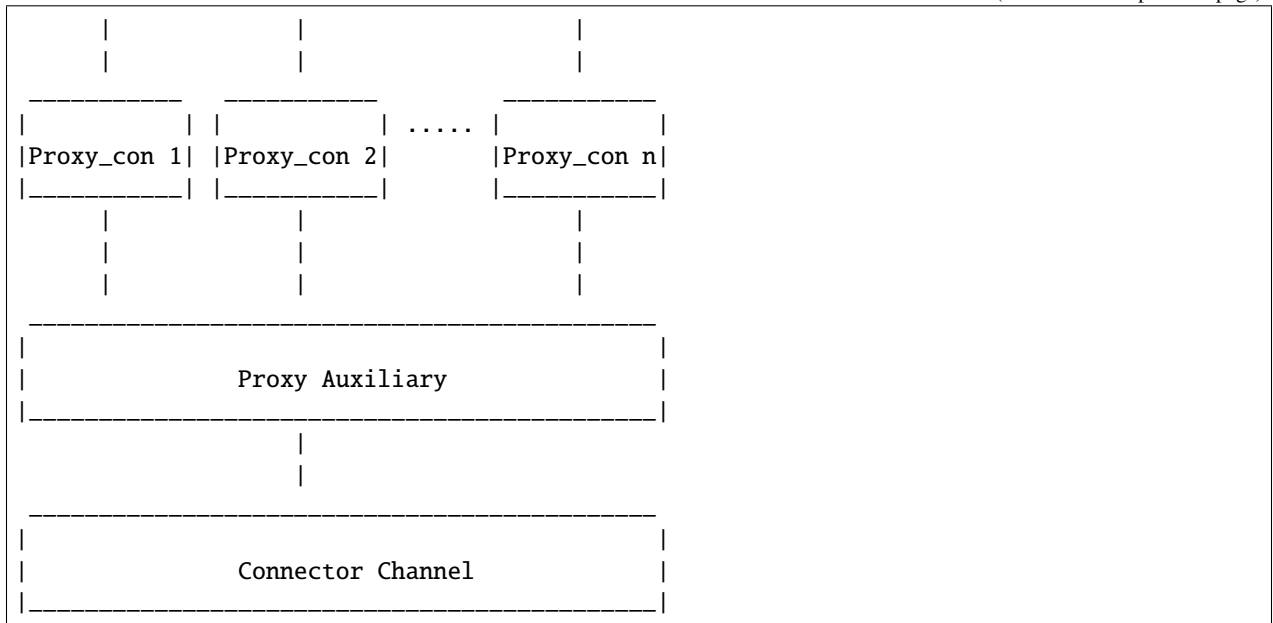 .....
Proxy_con 1 Proxy_con 2 Proxy_con n
Proxy Auxiliary
Connector Channel